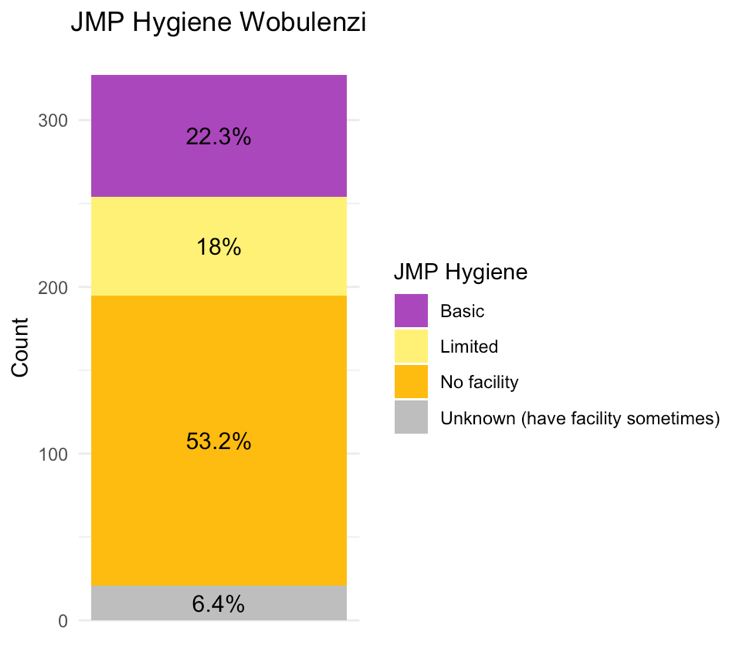 JMP Hygiene Wobulenzi
300
200
100
0
Count
22.3%
18%
53.2%
6.4%
JMP Hygiene
Basic
Limited
No facility
Unknown (have facility sometimes)